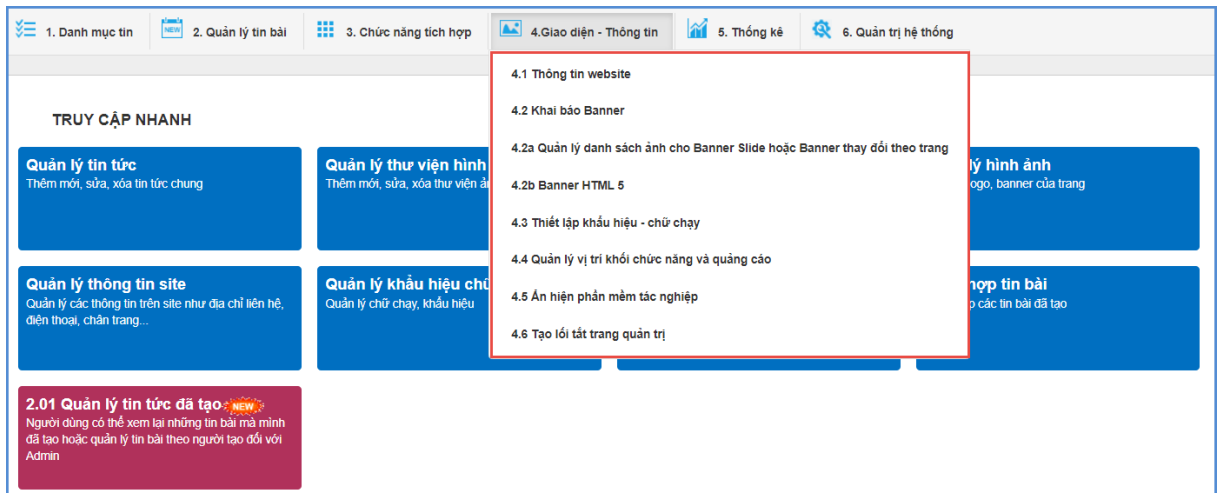 1. Danh mục tin
NEW
2. Quản lý tin bài
3. Chức năng tích hợp
4.Giao diện - Thông tin
5. Thống kê
6. Quản trị hệ thống
4.1 Thông tin website
4.2 Khai báo Banner
4.2a Quản lý danh sách ảnh cho Banner Slide hoặc Banner thay đổi theo trang
4.2b Banner HTML 5
4.3 Thiết lập khẩu hiệu - chữ chạy
4.4 Quản lý vị trí khối chức năng và quảng cáo
4.5 Ẩn hiện phần mềm tác nghiệp
4.6 Tạo lối tắt trang quản trị
TRUY CẬP NHANH
Quản lý tin tức
Thêm mới, sửa, xóa tin tức chung
Quản lý thư viện hình
Thêm mới, sửa, xóa thư viện
lý hình ảnh
logo, banner của trang
Quản lý thông tin site
Quản lý các thông tin trên site như địa chỉ liên hệ,
điện thoại, chân trang...
Quản lý khẩu hiệu chữ
Quản lý chữ chạy, khẩu hiệu
hợp tin bài
các tin bài đã tạo
2.01 Quản lý tin tức đã tạo NEW
Người dùng có thể xem lại những tin bài mà mình
đã tạo hoặc quản lý tin bài theo người tạo đối với
Admin